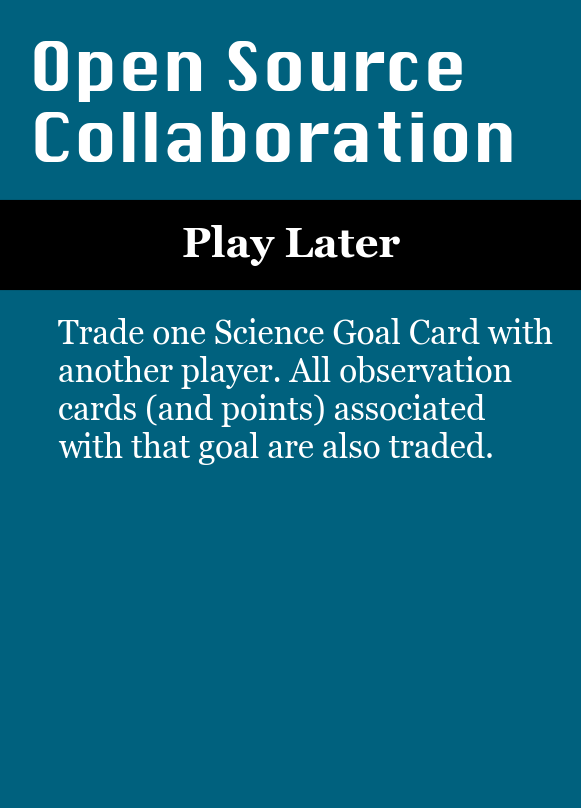 Open Source
Collaboration
Play Later
Trade one Science Goal Card with
another player. All observation
cards (and points) associated
with that goal are also traded.